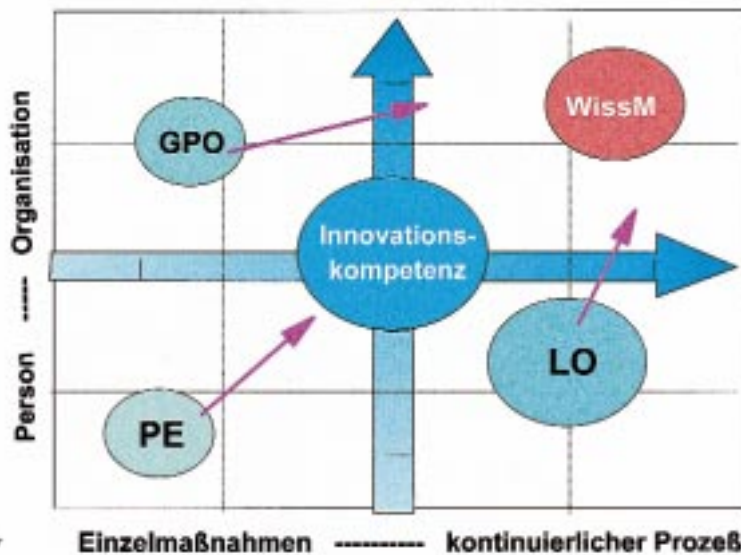 WissM
GPO
Innovations-
kompetenz
LO
PE
Person ----- Organisation
Einzelmaßnahmen ---------- kontinuierlicher Prozeß